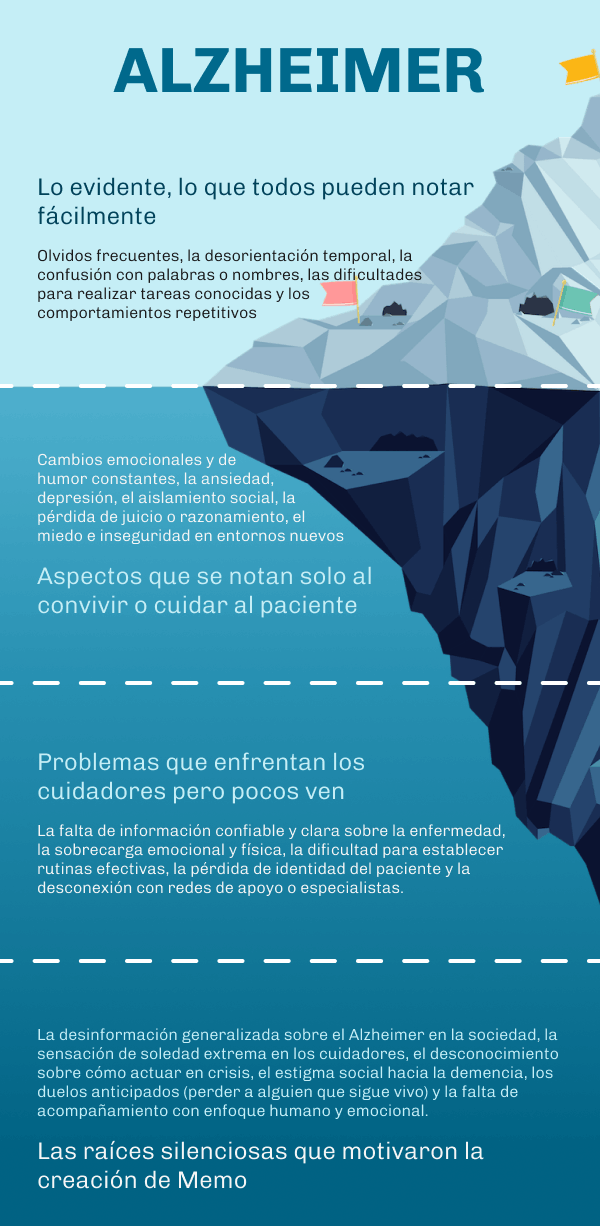 ALZHEIMER
Lo evidente, lo que todos pueden notar
fácilmente
Olvidos frecuentes, la desorientación temporal, la
confusión con palabras o nombres, las dificultades
para realizar tareas conocidas y los
comportamientos repetitivos
Cambios emocionales y de
humor constantes, la ansiedad,
depresión, el aislamiento social, la
pérdida de juicio o razonamiento, el
miedo e inseguridad en entornos nuevos
Aspectos que se notan solo al
convivir o cuidar al paciente
Problemas que enfrentan los
cuidadores pero pocos ven
La falta de información confiable y clara sobre la enfermedad,
la sobrecarga emocional y física, la dificultad para establecer
rutinas efectivas, la pérdida de identidad del paciente y la
desconexión con redes de apoyo o especialistas.
La desinformación generalizada sobre el Alzheimer en la sociedad, la
sensación de soledad extrema en los cuidadores, el desconocimiento
sobre cómo actuar en crisis, el estigma social hacia la demencia, los
duelos anticipados (perder a alguien que sigue vivo) y la falta de
acompañamiento con enfoque humano y emocional.
Las raíces silenciosas que motivaron la
creación de Memo